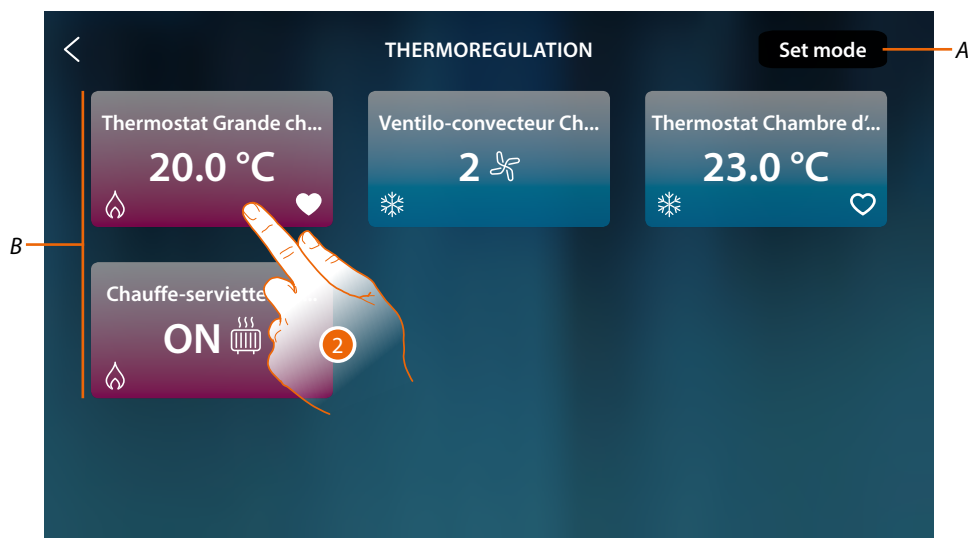 THERMOREGULATION
Set mode
A
Thermostat Grande ch...
20.0 °C
Ventilo-convecteur Ch...
2
Thermostat Chambre d’...
23.0 °C
B
Chauffe-serviette
ON
2